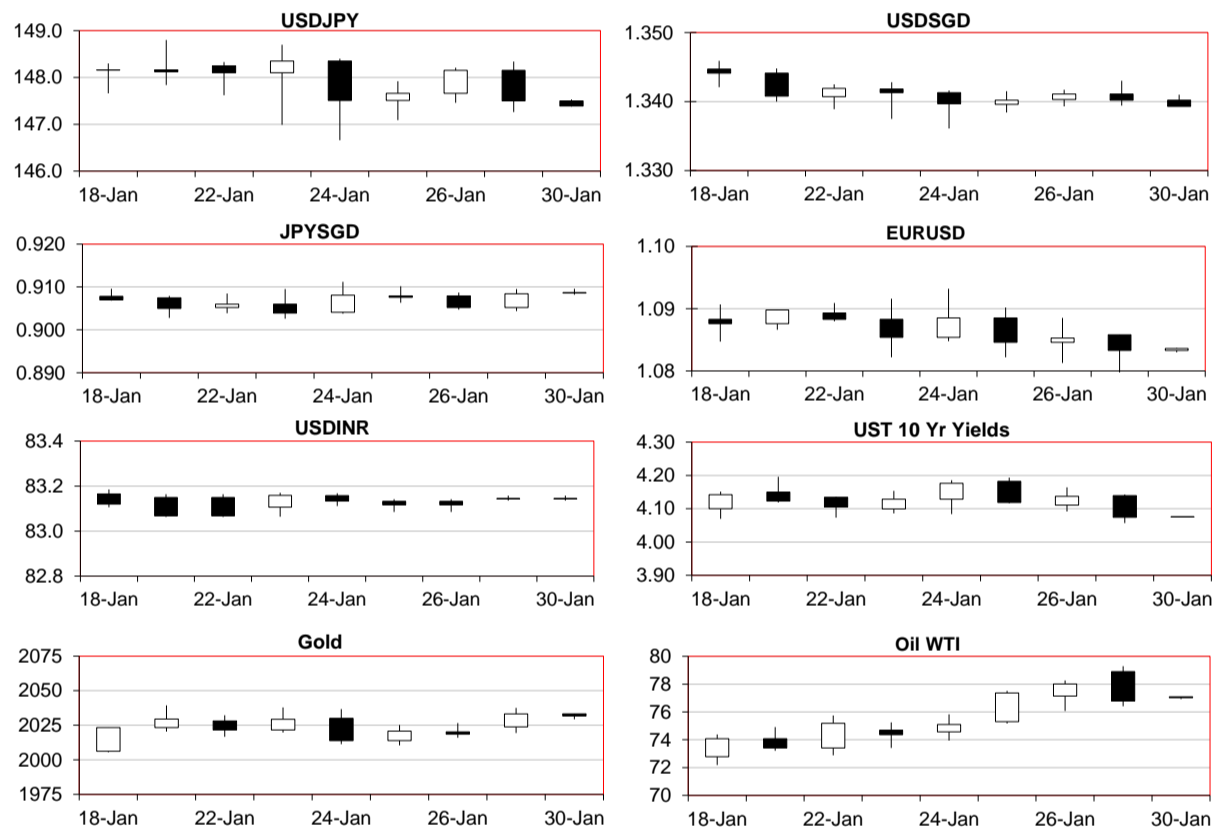 USDJPY
149.0
148.0
147.0
146.0
18-Jan 22-Jan 24-Jan 26-Jan 30-Jan
USDSGD
1.350
1.340
1.330
18-Jan 22-Jan 24-Jan 26-Jan 30-Jan
JPYSGD
0.920
0.910
0.900
0.890
18-Jan 22-Jan 24-Jan 26-Jan 30-Jan
EURUSD
1.10
1.09
1.08
18-Jan 22-Jan 24-Jan 26-Jan 30-Jan
USDINR
83.4
83.2
83.0
82.8
18-Jan 22-Jan 24-Jan 26-Jan 30-Jan
UST 10 Yr Yields
4.30
4.20
4.10
4.00
3.90
18-Jan 22-Jan 24-Jan 26-Jan 30-Jan
Gold
2075
2050
2025
2000
1975
18-Jan 22-Jan 24-Jan 26-Jan 30-Jan
Oil WTI
80
78
76
74
72
70
18-Jan 22-Jan 24-Jan 26-Jan 30-Jan